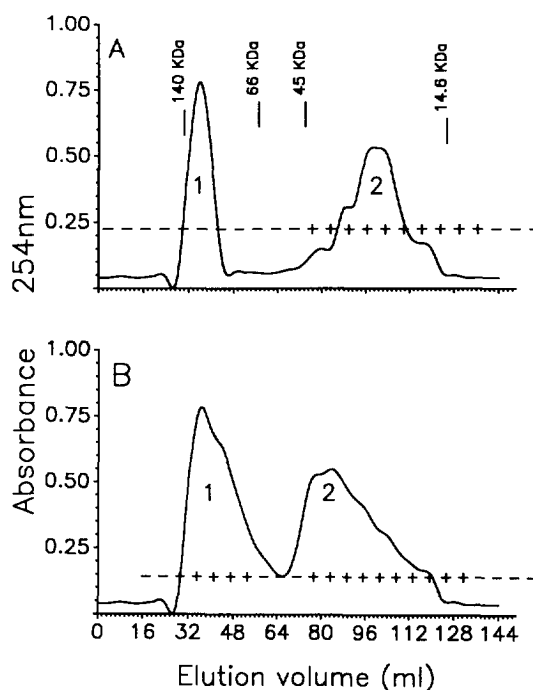 A
140 KDa
66 KDa
45 KDa
14.6 KDa
1.00
0.75
0.50
0.25
1
2
+ + + + + + + + + + +
254nm
B
1.00
0.75
0.50
0.25
0
1
2
+ + + + + + + + + + + + + +
Absorbance
0 16 32 48 64 80 96 112 128 144
Elution volume (ml)